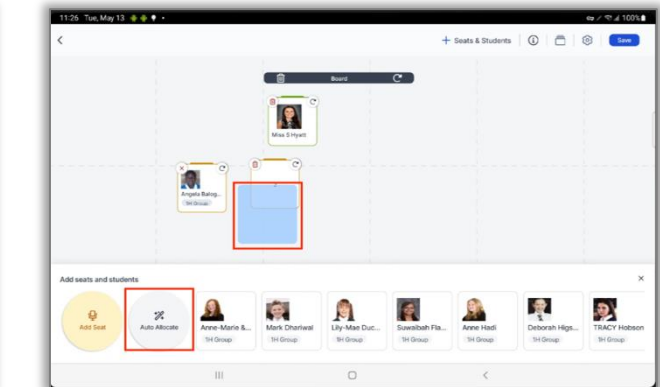 11:26 Tue, May 13
100%
+ Seats & Students
Save
Board
Miss S Hyatt
Angela Balog...
1H Group
Add seats and students
Add Seat
Auto Allocate
Anne-Marie &...
1H Group
Mark Dhariwal
1H Group
Lily-Mae Duc...
1H Group
Suwaibah Fla...
1H Group
Anne Hadi
1H Group
Deborah Higs...
1H Group
TRACY Hobson
1H Group